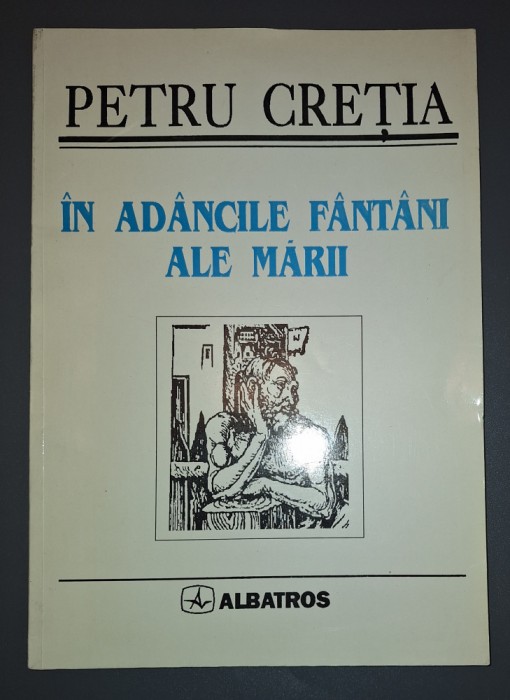 PETRU CREȚIA
ÎN ADÂNCILE FÂNTÂNI
ALE MĂRII
ALBATROS